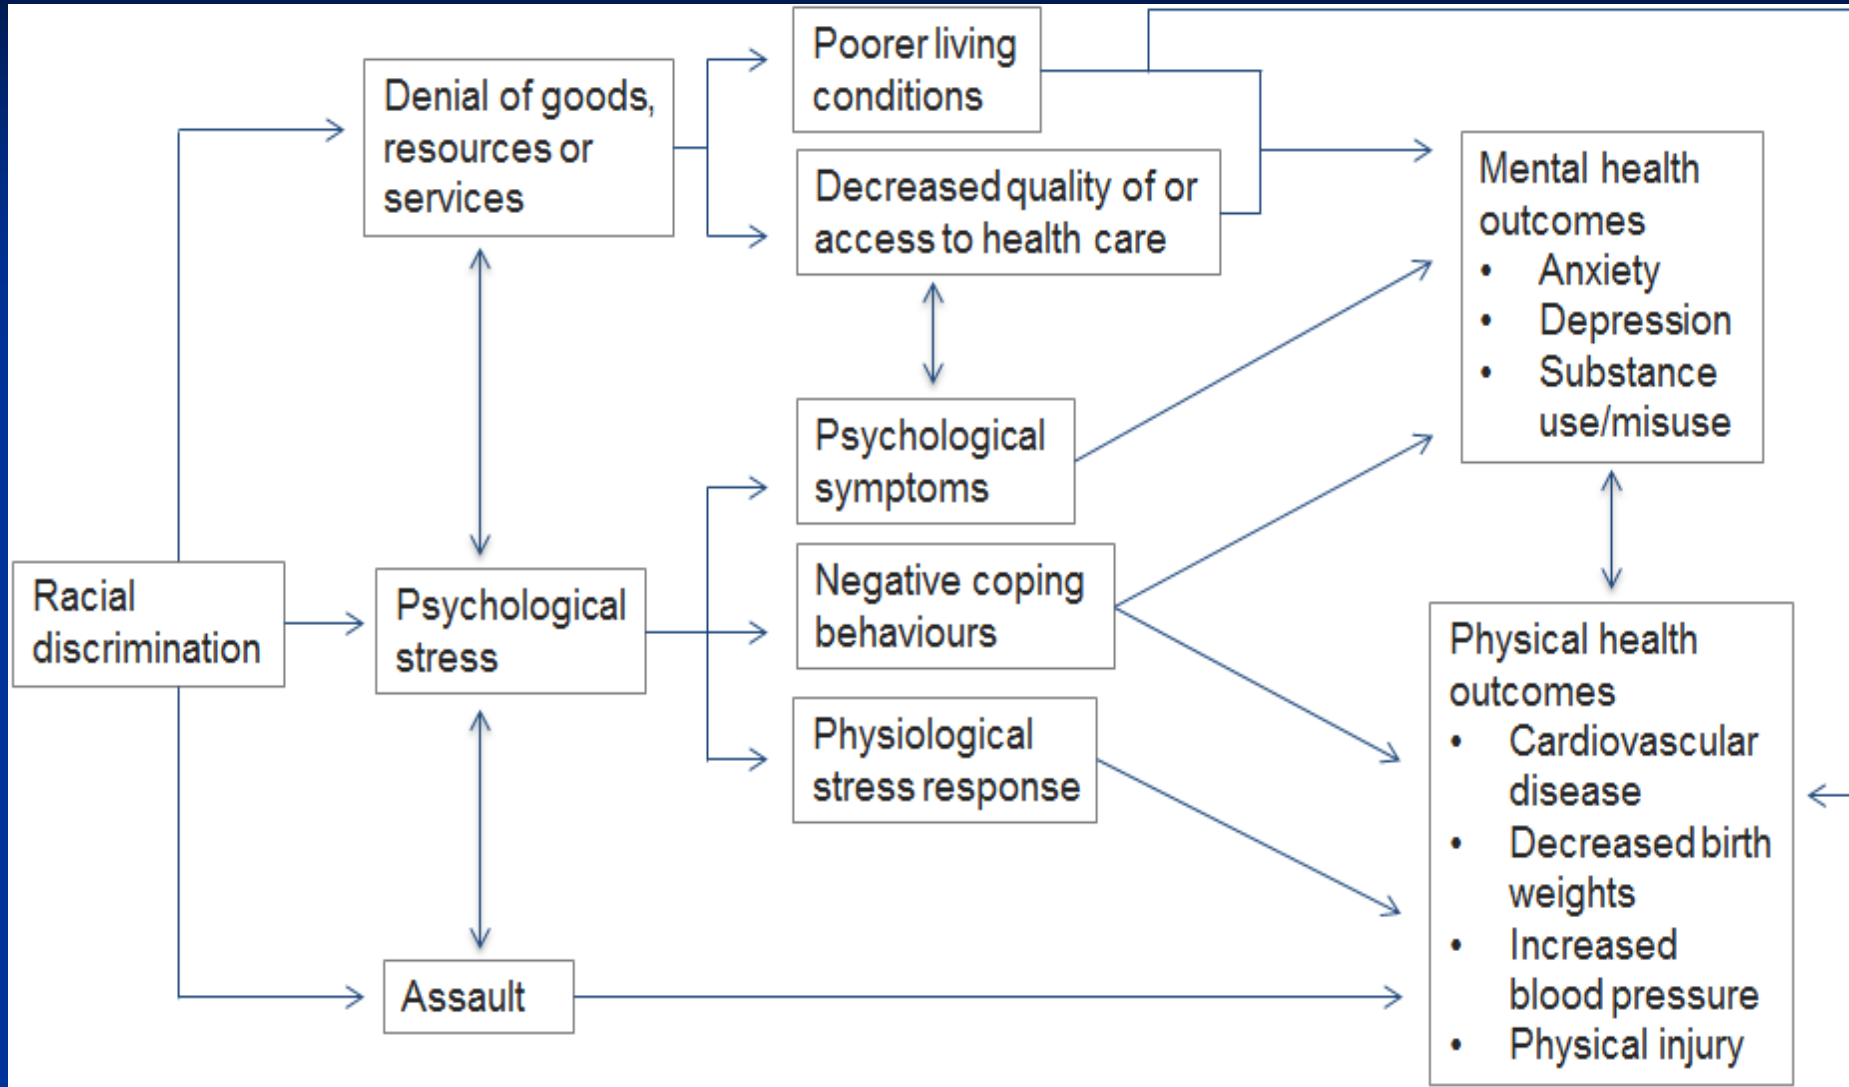 Poorer living
conditions
Denial of goods,
resources or
services
Decreased quality of or
access to health care
Mental health
outcomes
• Anxiety
• Depression
• Substance
use/misuse
Psychological
symptoms
Racial
discrimination
Psychological
stress
Negative coping
behaviours
Physiological
stress response
Assault
Physical health
outcomes
• Cardiovascular
disease
• Decreased birth
weights
• Increased
blood pressure
• Physical injury